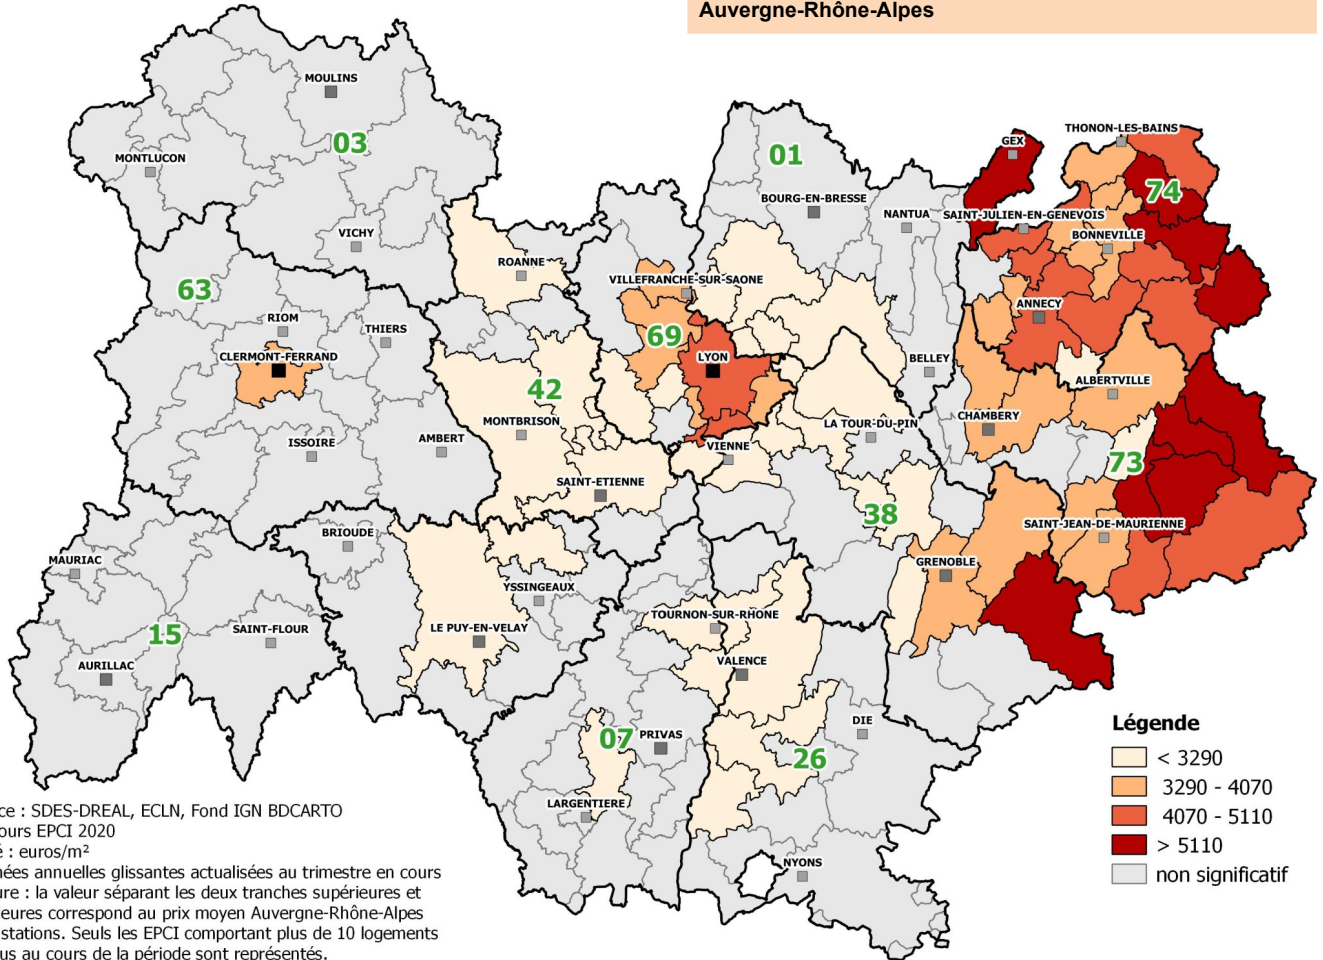 Auvergne-Rhône-Alpes
MOULINS
03
MONTLUCON
VICHY
01
BOURG-EN-BRESSE
NANTUA
GEX
THONON-LES-BAINS
74
SAINT-JULIEN-EN-GENEVOIS
BONNEVILLE
ROANNE
VILLEFRANCHE-SUR-SAONE
63
RIOM
THIERS
CLERMONT-FERRAND
69
LYON
ANNECY
BELLEY
ALBERTVILLE
42
MONTBRISON
AMBERT
ISSOIRE
CHAMBERY
LA TOUR-DU-PIN
VIENNE
73
SAINT-ETIENNE
38
SAINT-JEAN-DE-MAURIENNE
BRIOUDE
MAURIAC
GRENOBLE
YSSINGEAUX
TOURNON-SUR-RHONE
15
SAINT-FLOUR
LE PUY-EN-VELAY
AURILLAC
VALENCE
DIE
07
PRIVAS
26
LARGENTIERE
NYONS
Légende
< 3290
3290 - 4070
4070 - 5110
> 5110
non significatif
: SDES-DREAL, ECLN, Fond IGN BDCARTO
EPCI 2020
: euros/m²
annuelles glissantes actualisées au trimestre en cours
: la valeur séparant les deux tranches supérieures et
correspond au prix moyen Auvergne-Rhône-Alpes
stations. Seuls les EPCI comportant plus de 10 logements
au cours de la période sont représentés.